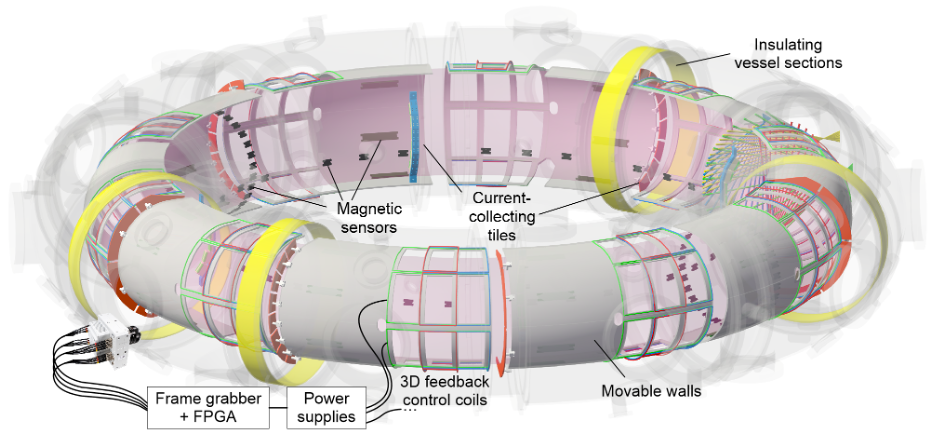 Insulating
vessel sections
Magnetic
sensors
Current-
collecting
tiles
3D feedback
control coils
...
Movable walls
Frame grabber
+ FPGA
Power
supplies